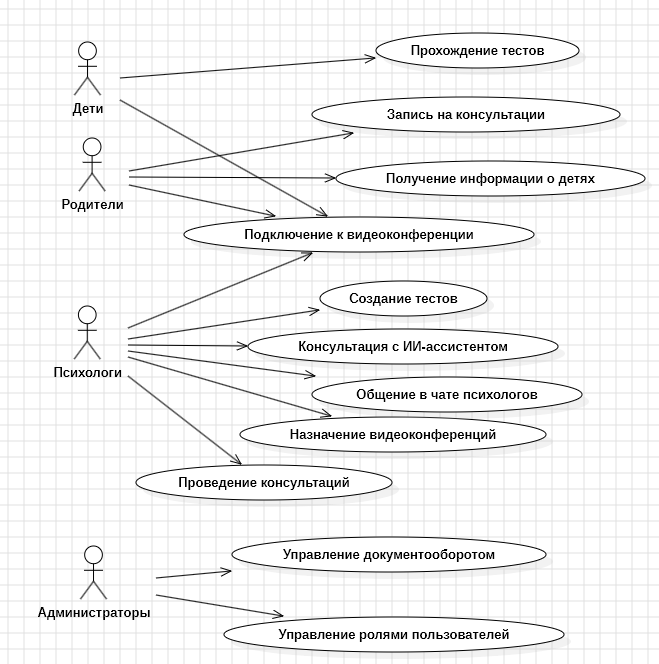 Прохождение тестов
Дети
Запись на консультации
Получение информации о детях
Родители
Подключение к видеоконференции
Создание тестов
Консультация с ИИ-ассистентом
Психологи
Общение в чате психологов
Назначение видеоконференций
Проведение консультаций
Управление документооборотом
Администраторы
Управление ролями пользователей